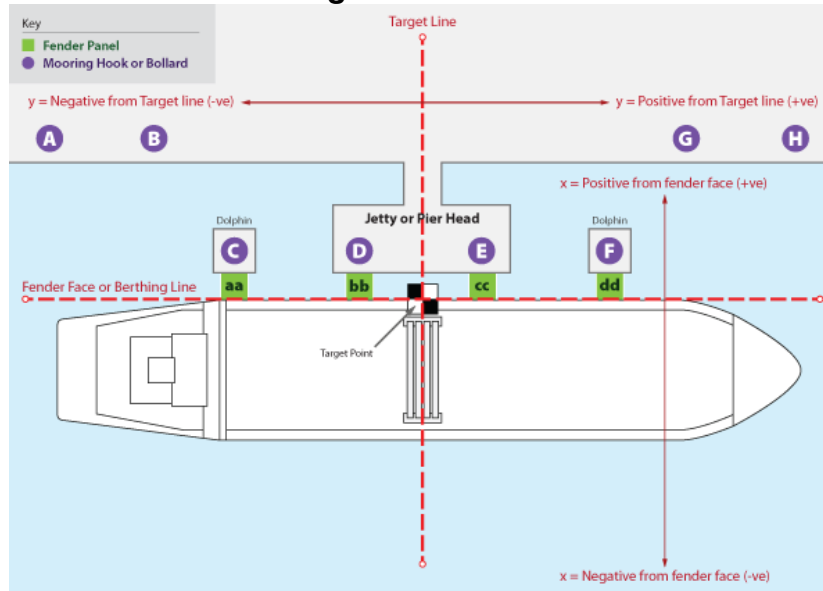 Key
Fender Panel
Mooring Hook or Bollard
Target Line
y = Negative from Target line (-ve)
y = Positive from Target line (+ve)
A
B
G
H
x = Positive from fender face (+ve)
Dolphin
Jetty or Pier Head
Dolphin
C
D
E
F
Fender Face or Berthing Line
aa
bb
cc
dd
Target Point
x = Negative from fender face (-ve)